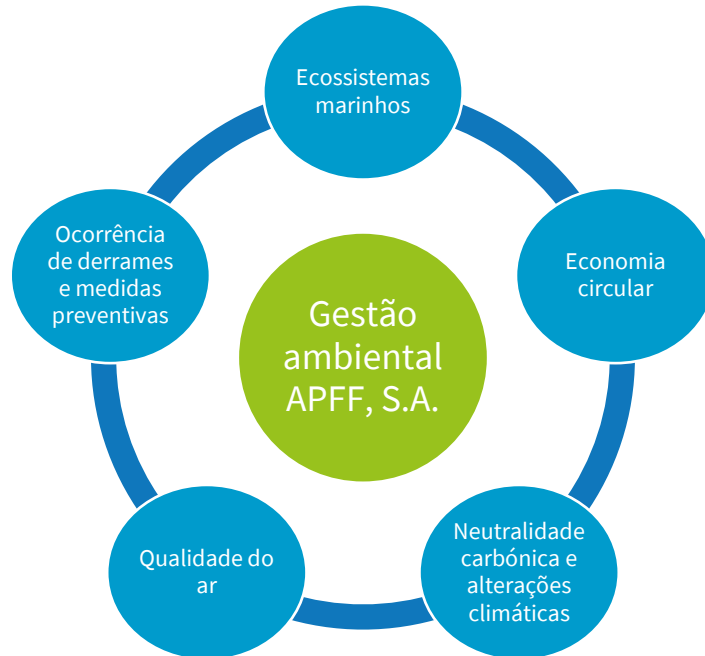 Ecossistemas
marinhos
Economia
circular
Neutralidade
carbónica e
alterações
climáticas
Qualidade do
ar
Ocorrência
de derrames
e medidas
preventivas
Gestão
ambiental
APFF, S.A.